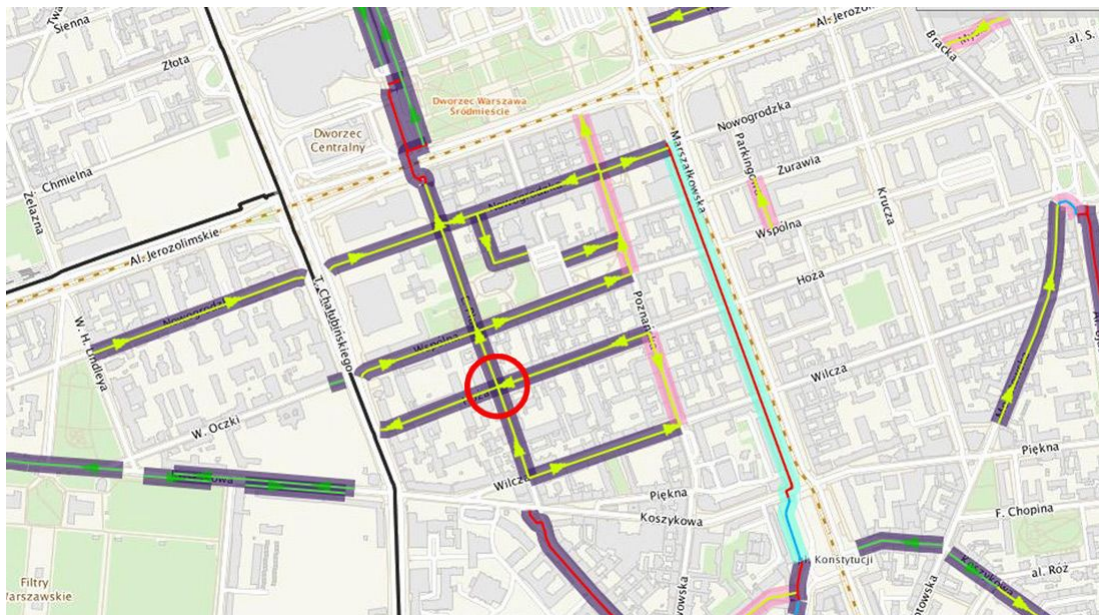 Sienna
Złota
Al. Jerozolimskie
Bracka
al. S.
Dworzec Warszawa
Śródmieście
Dworzec
Centralny
Nowogrodzka
Marszałkowska
Parkingowa
Żurawia
Chmielna
Żelazna
Krucza
Wspólna
Al. Jerozolimskie
Hoża
Poznańska
T. Chałubińskiego
W. H. Lindleya
Wspólna
Wilcza
W. Oczki
Piękna
Wilcza
Piękna
Koszykowa
F. Chopina
Konstytucji
al. Róż
Koszykowa
Filtry
Warszawskie